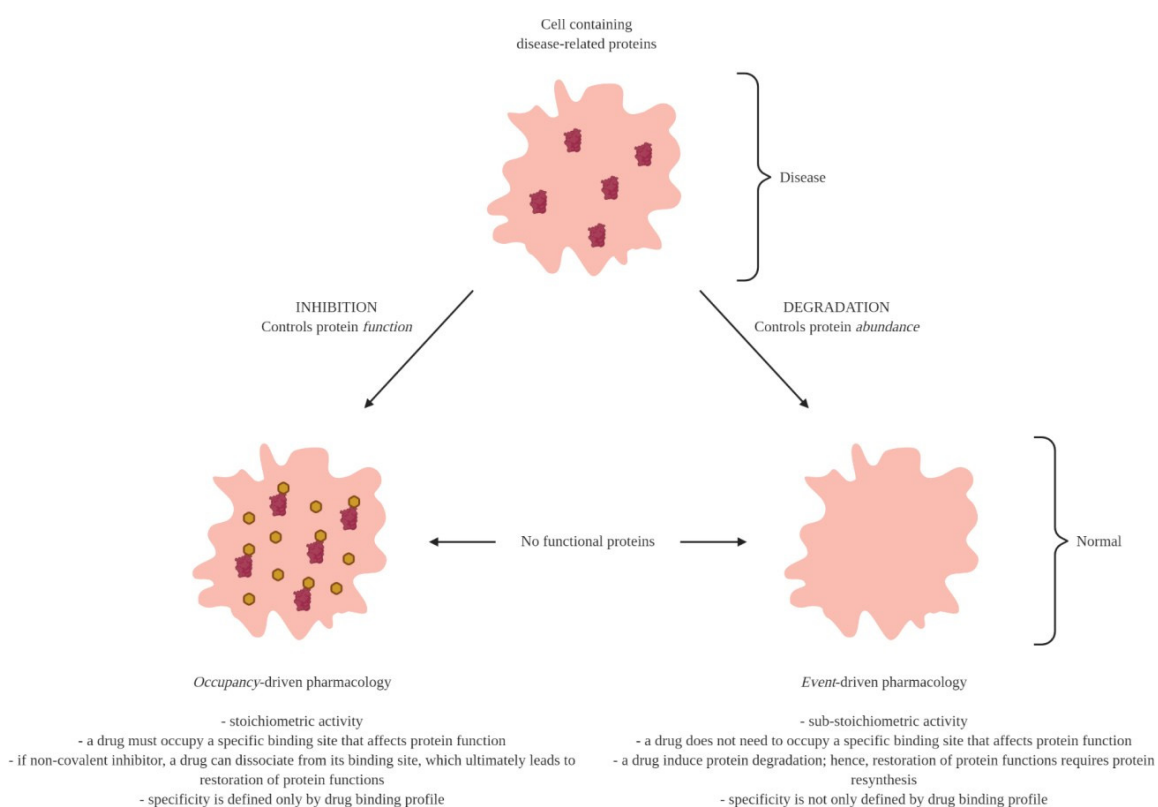 Cell containing
disease-related proteins
Disease
INHIBITION
Controls protein function
DEGRADATION
Controls protein abundance
No functional proteins
Normal
Occupancy-driven pharmacology
- stoichiometric activity
- a drug must occupy a specific binding site that affects protein function
- if non-covalent inhibitor, a drug can dissociate from its binding site, which ultimately leads to
restoration of protein functions
- specificity is defined only by drug binding profile
Event-driven pharmacology
- sub-stoichiometric activity
- a drug does not need to occupy a specific binding site that affects protein function
- a drug induce protein degradation; hence, restoration of protein functions requires protein
resynthesis
- specificity is not only defined by drug binding profile